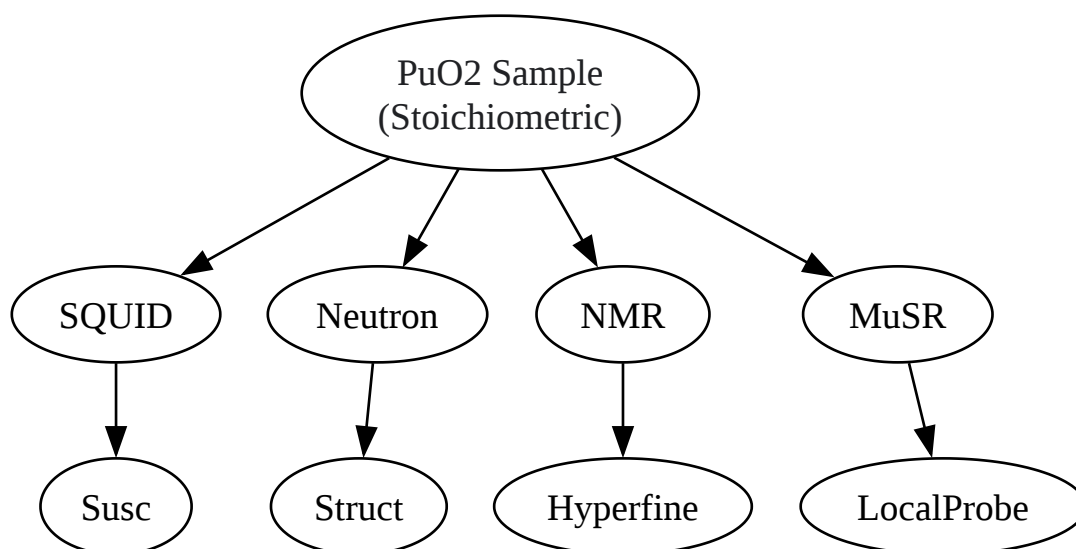 PuO2 Sample
(Stoichiometric)
SQUID
Neutron
NMR
MuSR
Susc
Struct
Hyperfine
LocalProbe